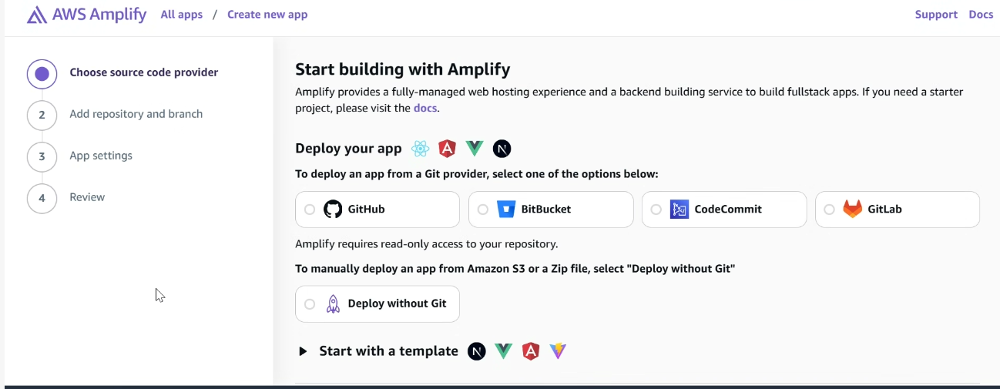 AWS Amplify All apps / Create new app Support Docs
Choose source code provider
2 Add repository and branch
3 App settings
4 Review
Start building with Amplify
Amplify provides a fully-managed web hosting experience and a backend building service to build fullstack apps. If you need a starter
project, please visit the docs.
Deploy your app
To deploy an app from a Git provider, select one of the options below:
GitHub BitBucket CodeCommit GitLab
Amplify requires read-only access to your repository.
To manually deploy an app from Amazon S3 or a Zip file, select "Deploy without Git"
Deploy without Git
Start with a template